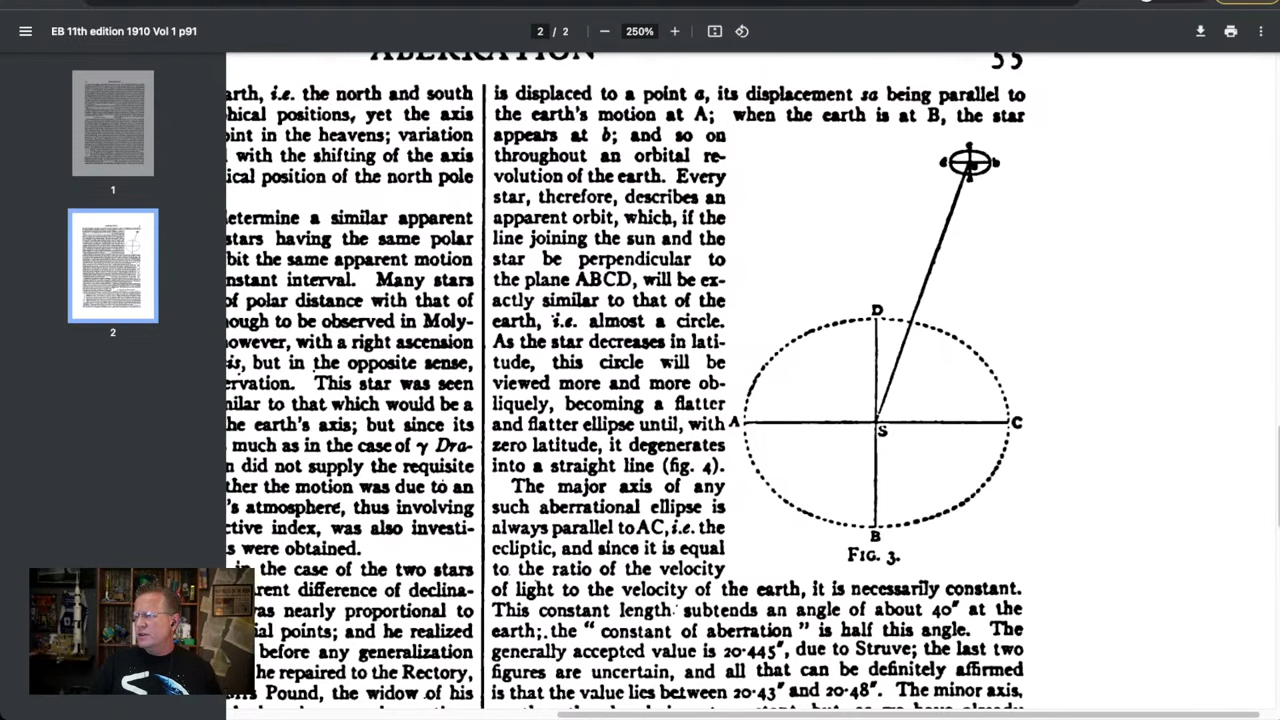 EB 11th edition 1910 Vol 1 p91
2 / 2
250%
1
2
ABERRATION
55
arth, i.e. the north and south
hical positions, yet the axis
oint in the heavens; variation
with the shifting of the axis
ical position of the north pole
etermine a similar apparent
stars having the same polar
bit the same apparent motion
nstant interval. Many stars
of polar distance with that of
nough to be observed in Moly-
however, with a right ascension
is, but in the opposite sense,
ervation. This star was seen
nilar to that which would be a
he earth's axis; but since its
much as in the case of γ Dra-
n did not supply the requisite
ther the motion was due to an
's atmosphere, thus involving
ctive index, was also investi-
s were obtained.
in the case of the two stars
rent difference of declina-
was nearly proportional to
ial points; and he realized
before any generalization
he repaired to the Rectory,
Pound, the widow of his
is displaced to a point a, its displacement sa being parallel to
the earth's motion at A; when the earth is at B, the star
appears at b; and so on
throughout an orbital re-
volution of the earth. Every
star, therefore, describes an
apparent orbit, which, if the
line joining the sun and the
star be perpendicular to
the plane ABCD, will be ex-
actly similar to that of the
earth, i.e. almost a circle.
As the star decreases in lati-
tude, this circle will be
viewed more and more ob-
liquely, becoming a flatter
and flatter ellipse until, with
zero latitude, it degenerates
into a straight line (fig. 4).
The major axis of any
such aberrational ellipse is
always parallel to AC, i.e. the
ecliptic, and since it is equal
to the ratio of the velocity
of light to the velocity of the earth, it is necessarily constant.
This constant length subtends an angle of about 40″ at the
earth; the “ constant of aberration ” is half this angle. The
generally accepted value is 20·445″, due to Struve; the last two
figures are uncertain, and all that can be definitely affirmed
is that the value lies between 20·43″ and 20·48″. The minor axis,
b
D
A
S
C
B
FIG. 3.